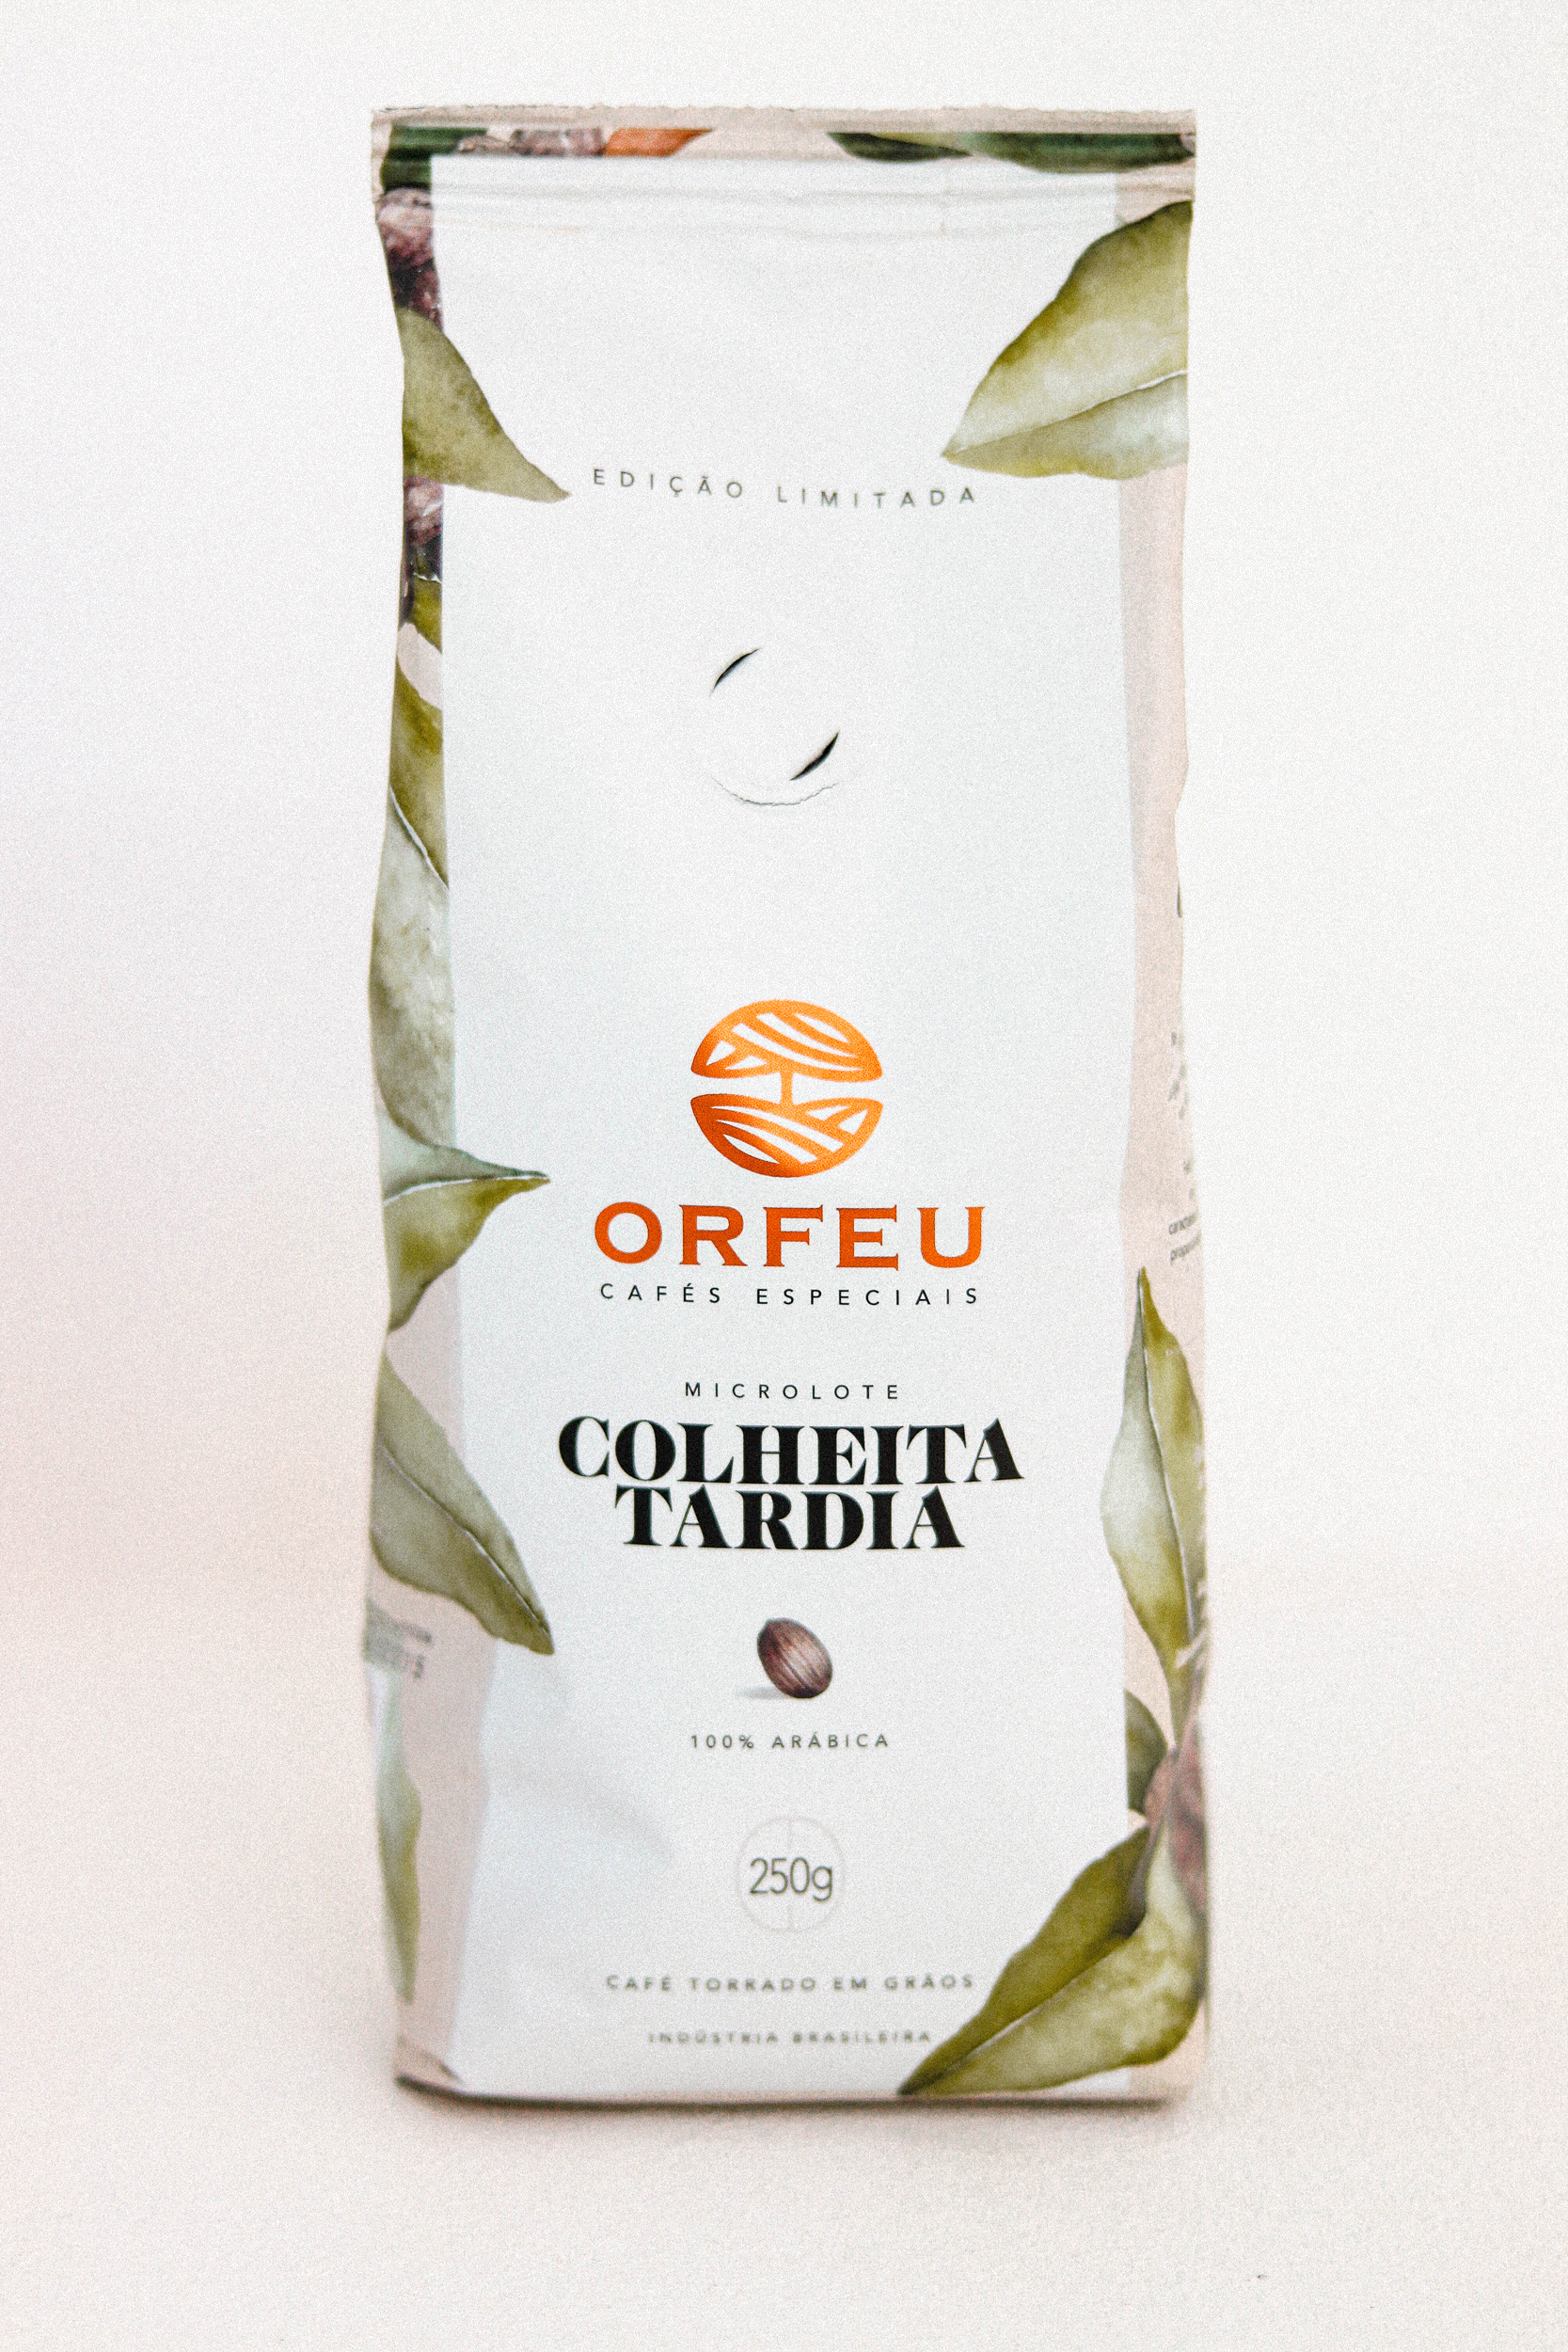 EDIÇÃO LIMITADA
ORFEU
CAFÉS ESPECIAIS
MICROLOTE
COLHEITA
TARDIA
100% ARÁBICA
250g
CAFÉ TORRADO EM GRÃOS
INDÚSTRIA BRASILEIRA